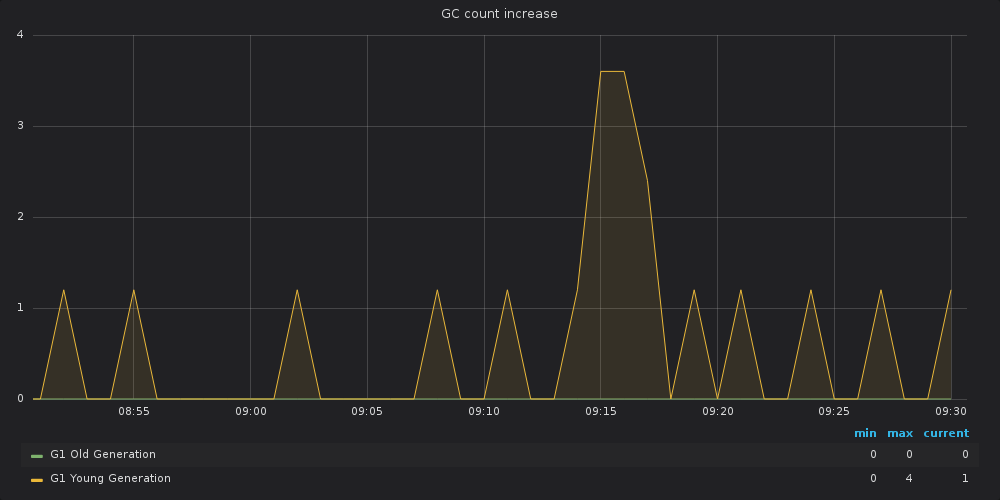 GC count increase
4
3
2
1
0
08:55 09:00 09:05 09:10 09:15 09:20 09:25 09:30
min max current
G1 Old Generation 0 0 0
G1 Young Generation 0 4 1